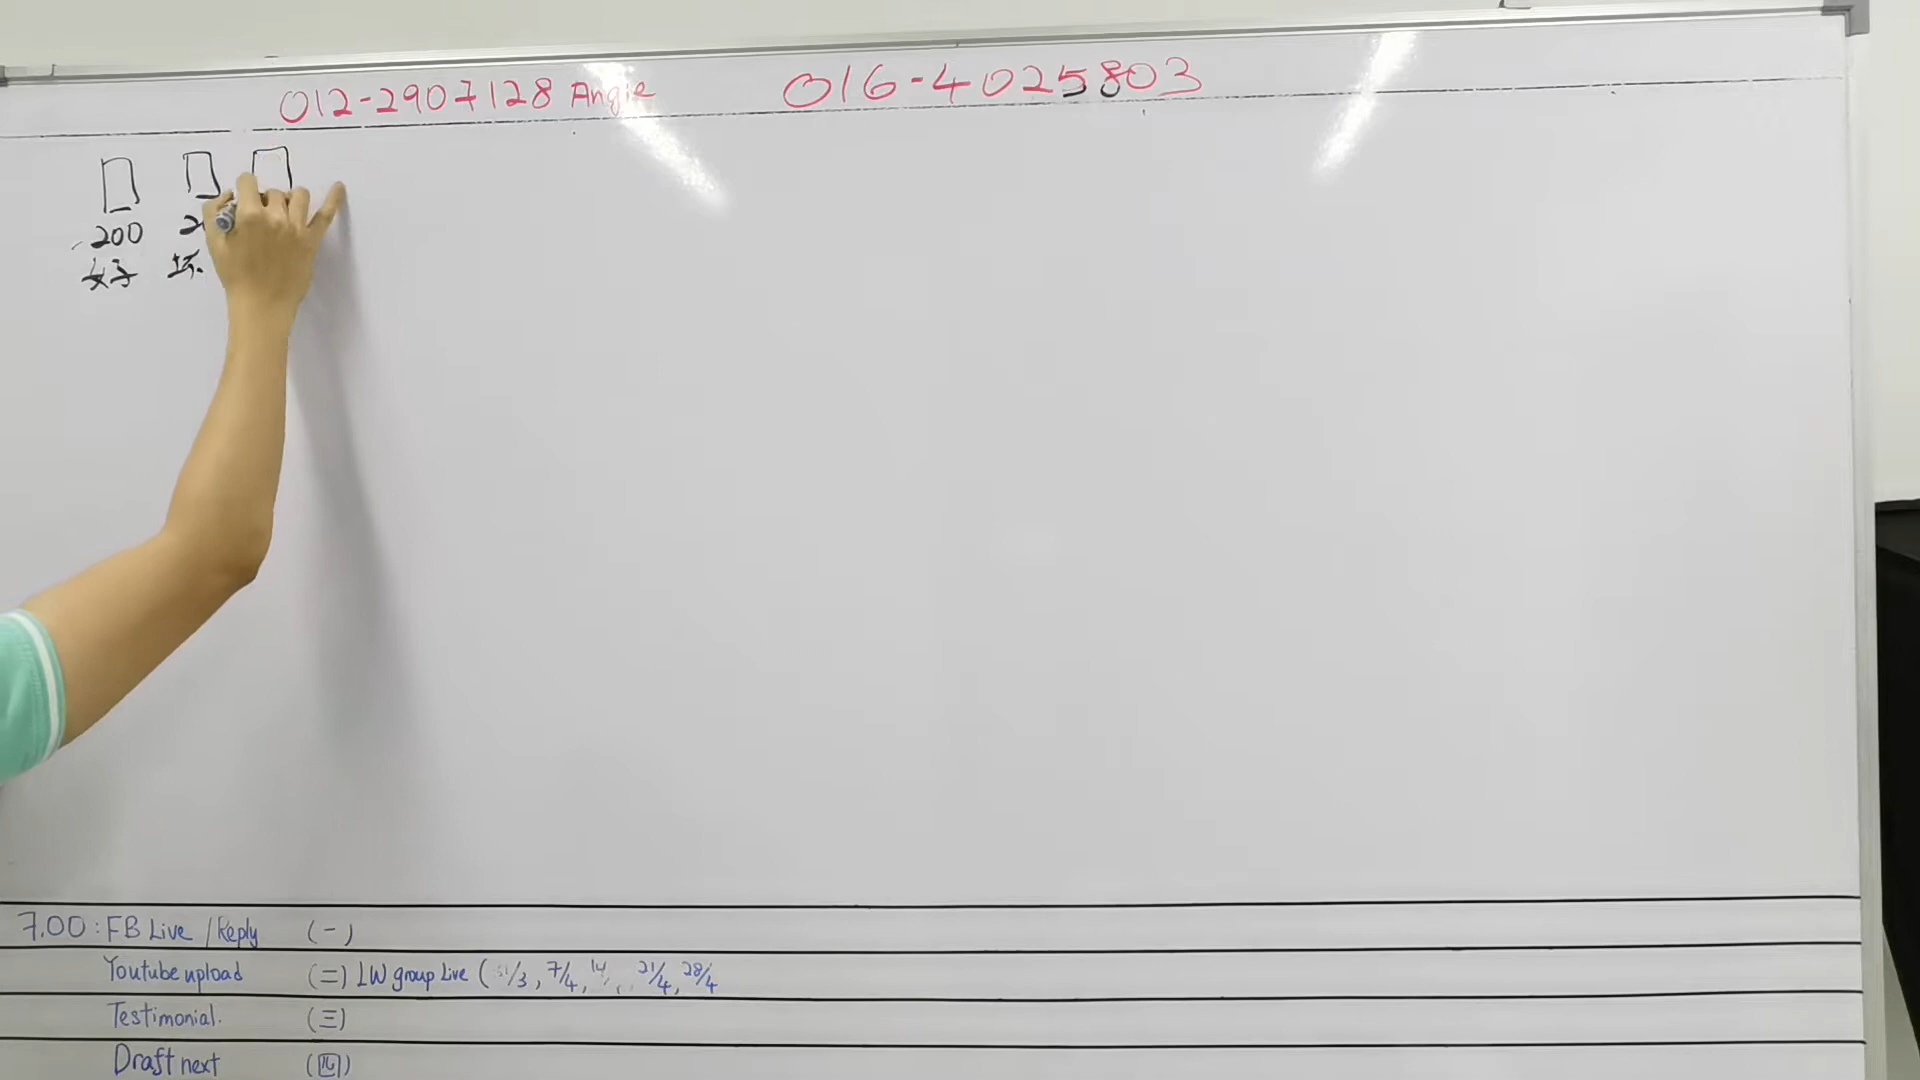 012-2907128 Angie 016-4025803
200
好 坏
7.00 : FB Live / Reply (一)
Youtube upload (二) LW group Live (31/3, 7/4, 14, 21/4, 28/4
Testimonial. (三)
Draft next (四)